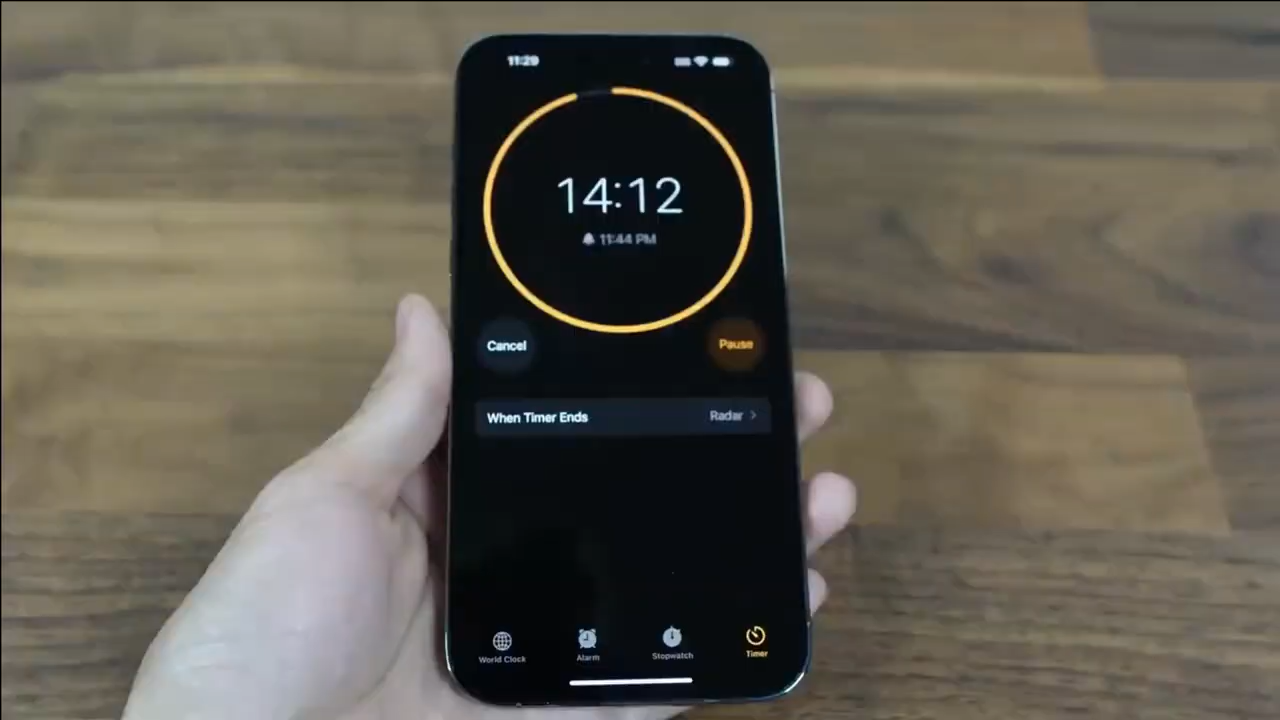 11:29
14:12
11:44 PM
Cancel
Pause
When Timer Ends
Radar
World Clock
Alarm
Stopwatch
Timer